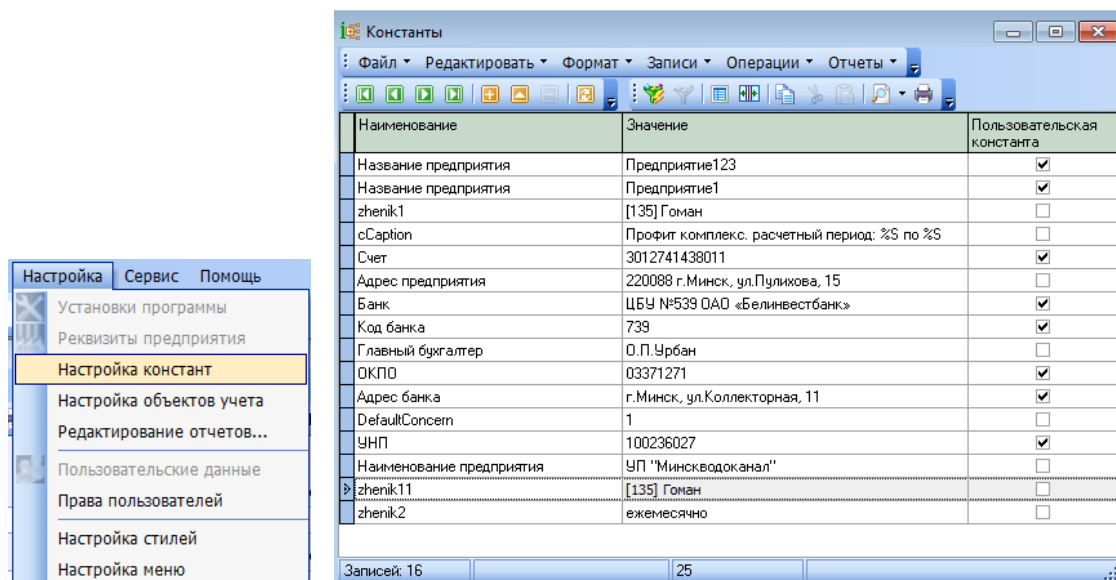 Настройка Сервис Помощь
Установки программы
Реквизиты предприятия
Настройка констант
Настройка объектов учета
Редактирование отчетов...
Пользовательские данные
Права пользователей
Настройка стилей
Настройка меню
Константы
Файл Редактировать Формат Записи Операции Отчеты
Наименование Значение Пользовательская константа
Название предприятия Предприятие123
Название предприятия Предприятие1
zhenik1 [135] Гоман
cCaption Профит комплекс. расчетный период: %S по %S
Счет 3012741438011
Адрес предприятия 220088 г.Минск, ул.Пулихова, 15
Банк ЦБУ №539 ОАО «Белинвестбанк»
Код банка 739
Главный бухгалтер О.П.Урбан
ОКПО 03371271
Адрес банка г.Минск, ул.Коллекторная, 11
DefaultConcern 1
УНП 100236027
Наименование предприятия УП "Минскводоканал"
zhenik11 [135] Гоман
zhenik2 ежемесячно
Записей: 16 25